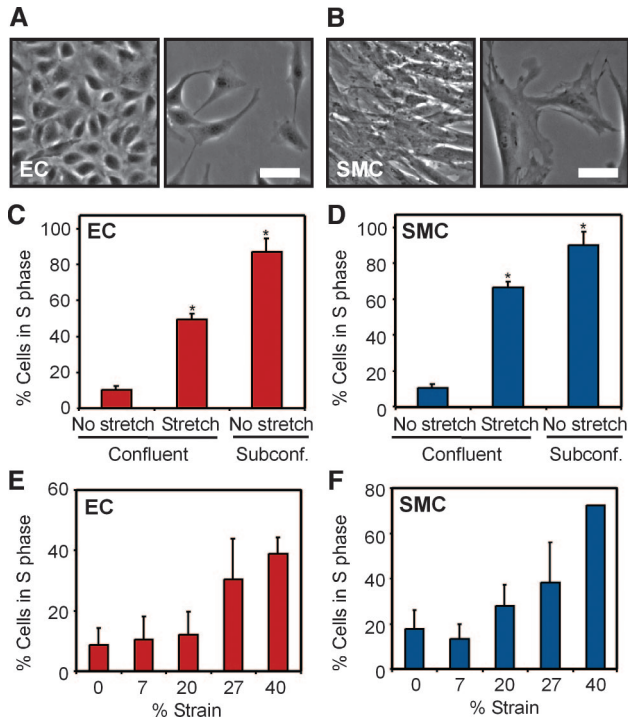 A
B
EC
SMC
C
D
EC
SMC
% Cells in S phase
100
80
60
40
20
0
*
*
No stretch Stretch No stretch
Confluent Subconf.
% Cells in S phase
100
80
60
40
20
0
*
*
No stretch Stretch No stretch
Confluent Subconf.
E
F
EC
SMC
% Cells in S phase
60
40
20
0
0 7 20 27 40
% Strain
% Cells in S phase
80
60
40
20
0
0 7 20 27 40
% Strain